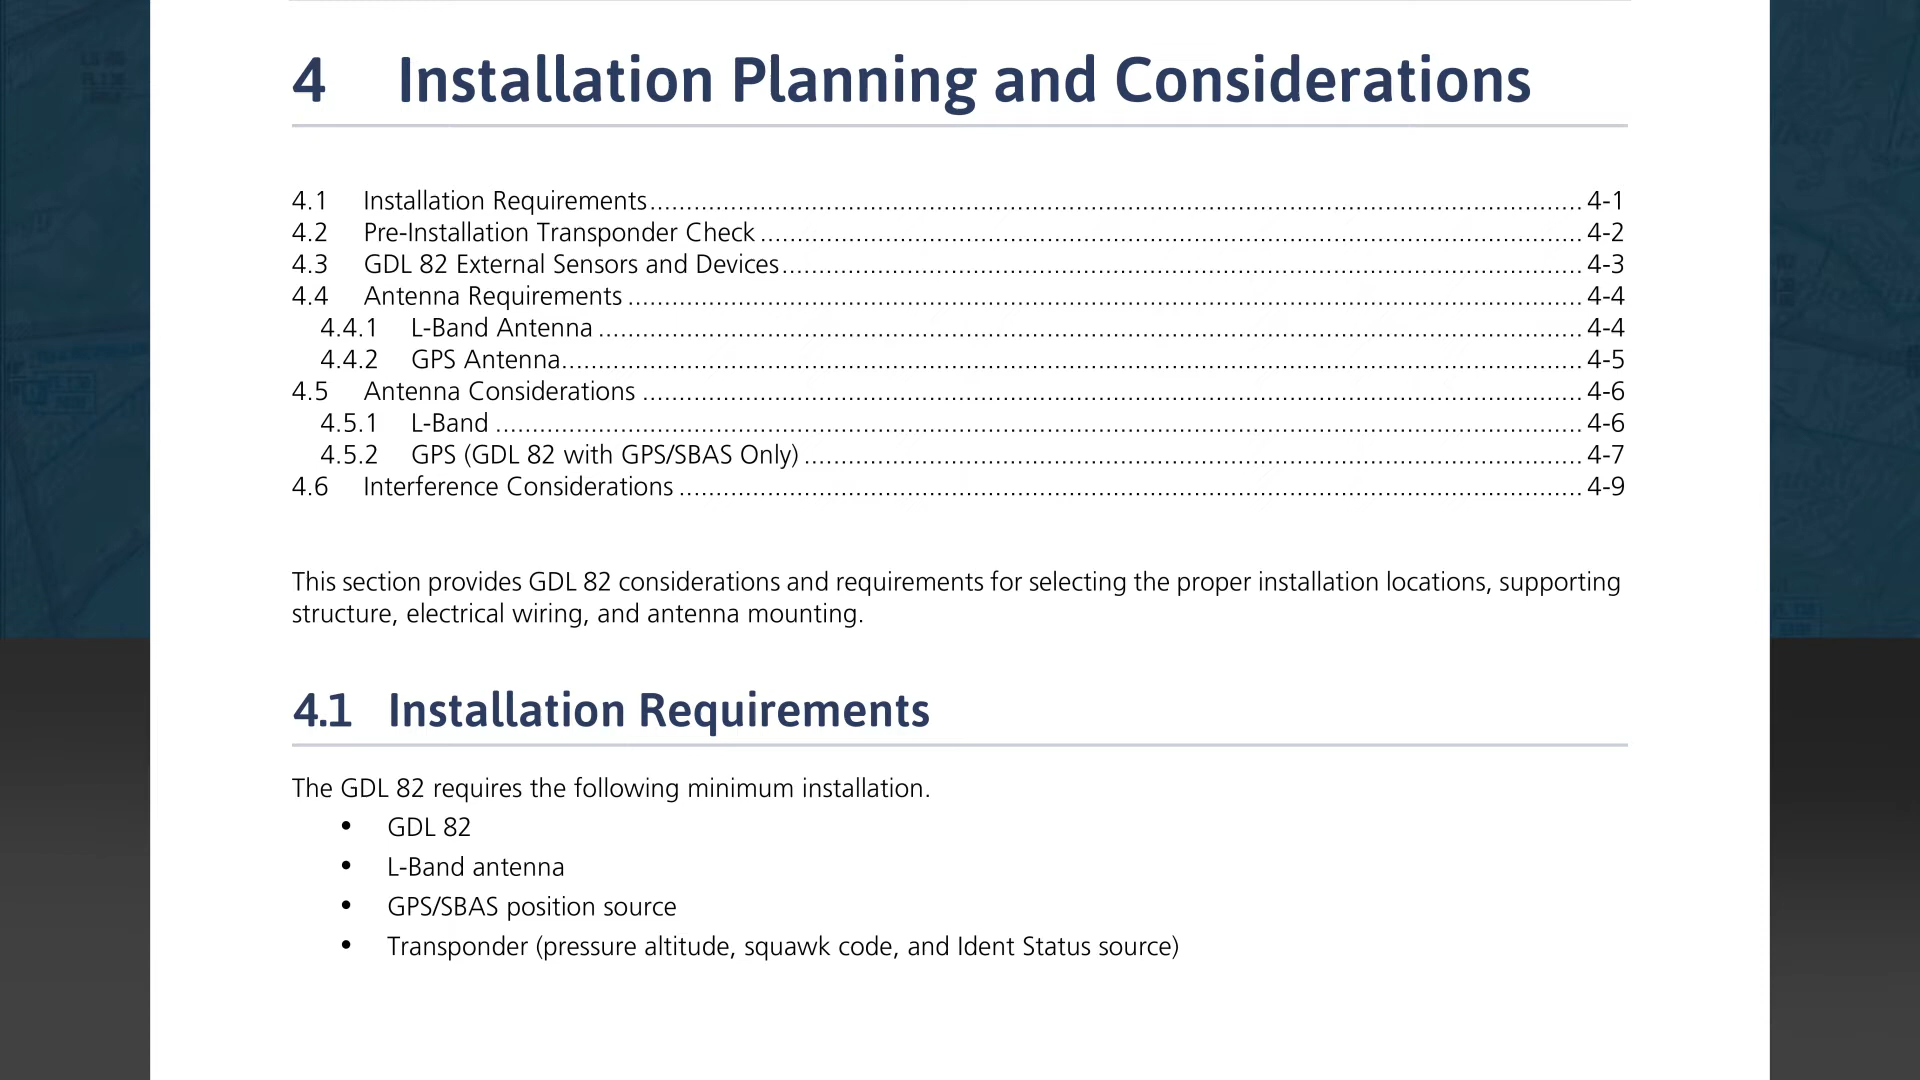 4 Installation Planning and Considerations
4.1 Installation Requirements 4-1
4.2 Pre-Installation Transponder Check 4-2
4.3 GDL 82 External Sensors and Devices 4-3
4.4 Antenna Requirements 4-4
4.4.1 L-Band Antenna 4-4
4.4.2 GPS Antenna 4-5
4.5 Antenna Considerations 4-6
4.5.1 L-Band 4-6
4.5.2 GPS (GDL 82 with GPS/SBAS Only) 4-7
4.6 Interference Considerations 4-9
This section provides GDL 82 considerations and requirements for selecting the proper installation locations, supporting
structure, electrical wiring, and antenna mounting.
4.1 Installation Requirements
The GDL 82 requires the following minimum installation.
• GDL 82
• L-Band antenna
• GPS/SBAS position source
• Transponder (pressure altitude, squawk code, and Ident Status source)